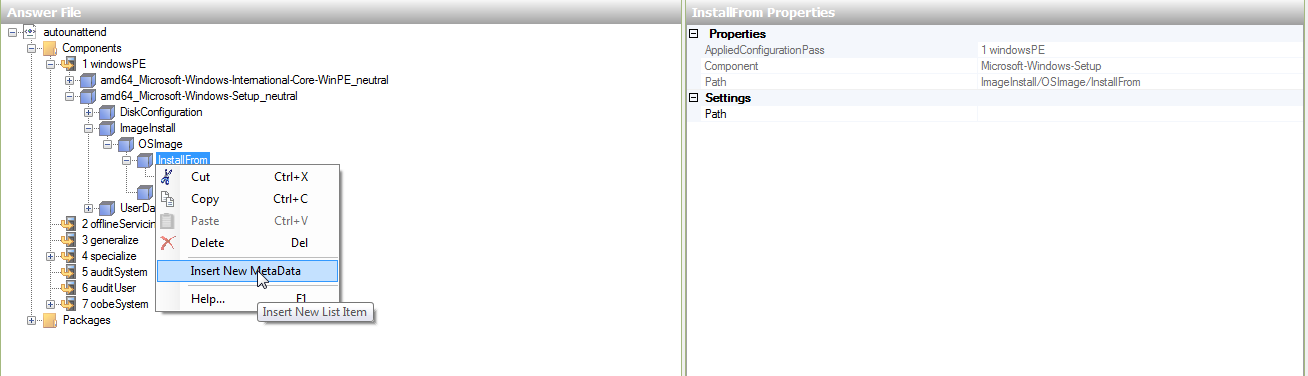 Answer File
autounattend
Components
1 windowsPE
amd64_Microsoft-Windows-International-Core-WinPE_neutral
amd64_Microsoft-Windows-Setup_neutral
DiskConfiguration
ImageInstall
OSImage
InstallFrom
UserDa
2 offlineServicin
3 generalize
4 specialize
5 auditSystem
6 auditUser
7 oobeSystem
Packages
Cut Ctrl+X
Copy Ctrl+C
Paste Ctrl+V
Delete Del
Insert New MetaData
Help... F1
Insert New List Item
InstallFrom Properties
Properties
AppliedConfigurationPass 1 windowsPE
Component Microsoft-Windows-Setup
Path ImageInstall/OSImage/InstallFrom
Settings
Path